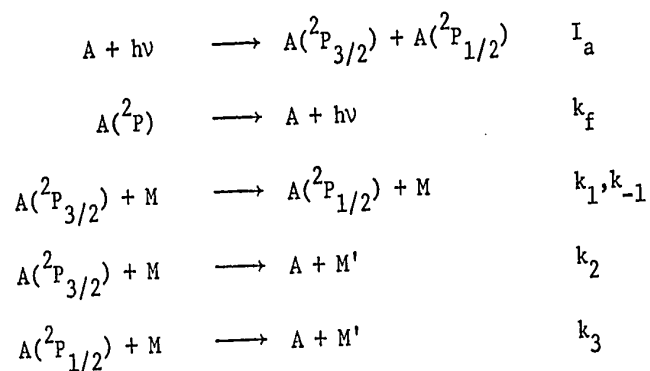 A + hν ⟶ A(²P₃/₂) + A(²P₁/₂) Iₐ
A(²P) ⟶ A + hν k_f
A(²P₃/₂) + M ⟶ A(²P₁/₂) + M k₁,k₋₁
A(²P₃/₂) + M ⟶ A + M' k₂
A(²P₁/₂) + M ⟶ A + M' k₃